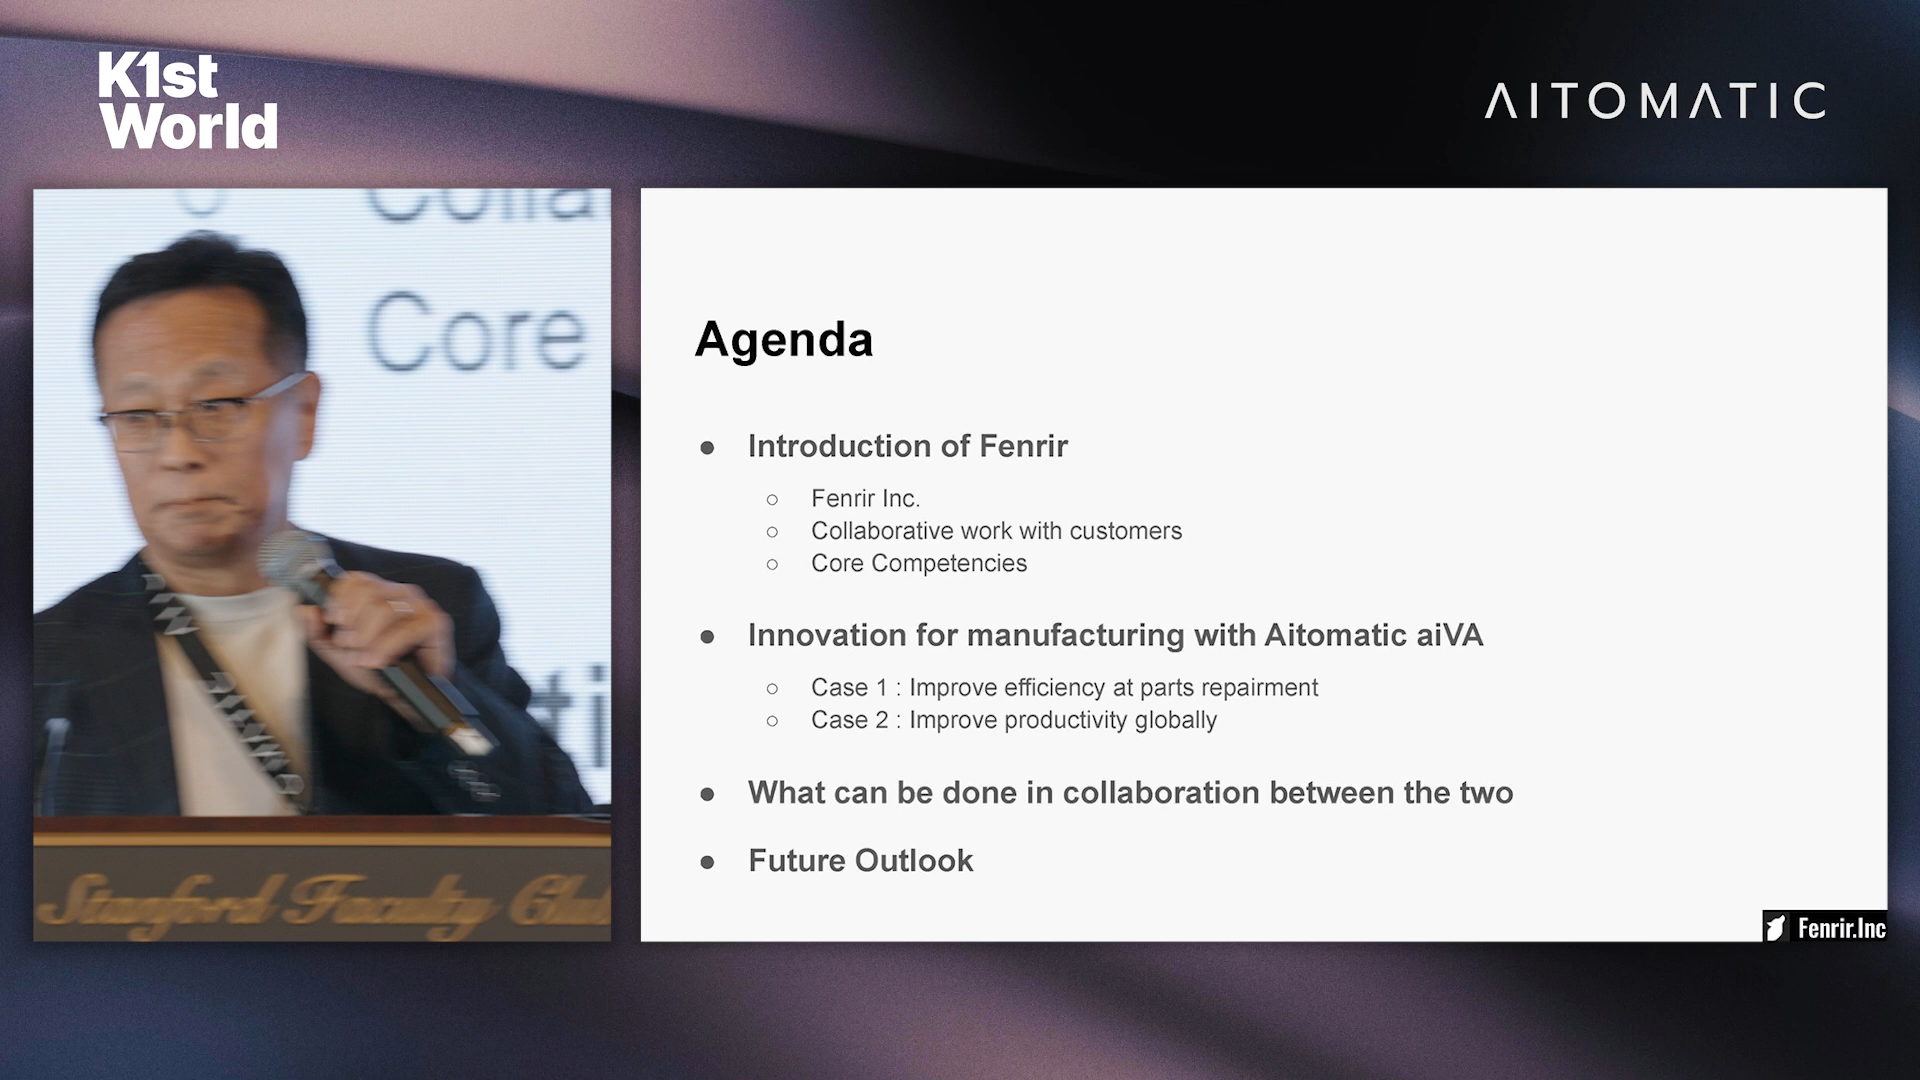 K1st
World
AITOMATIC
Colla
Core
Stanford Faculty Club
Agenda
● Introduction of Fenrir
○ Fenrir Inc.
○ Collaborative work with customers
○ Core Competencies
● Innovation for manufacturing with Aitomatic aiVA
○ Case 1 : Improve efficiency at parts repairment
○ Case 2 : Improve productivity globally
● What can be done in collaboration between the two
● Future Outlook
Fenrir.Inc